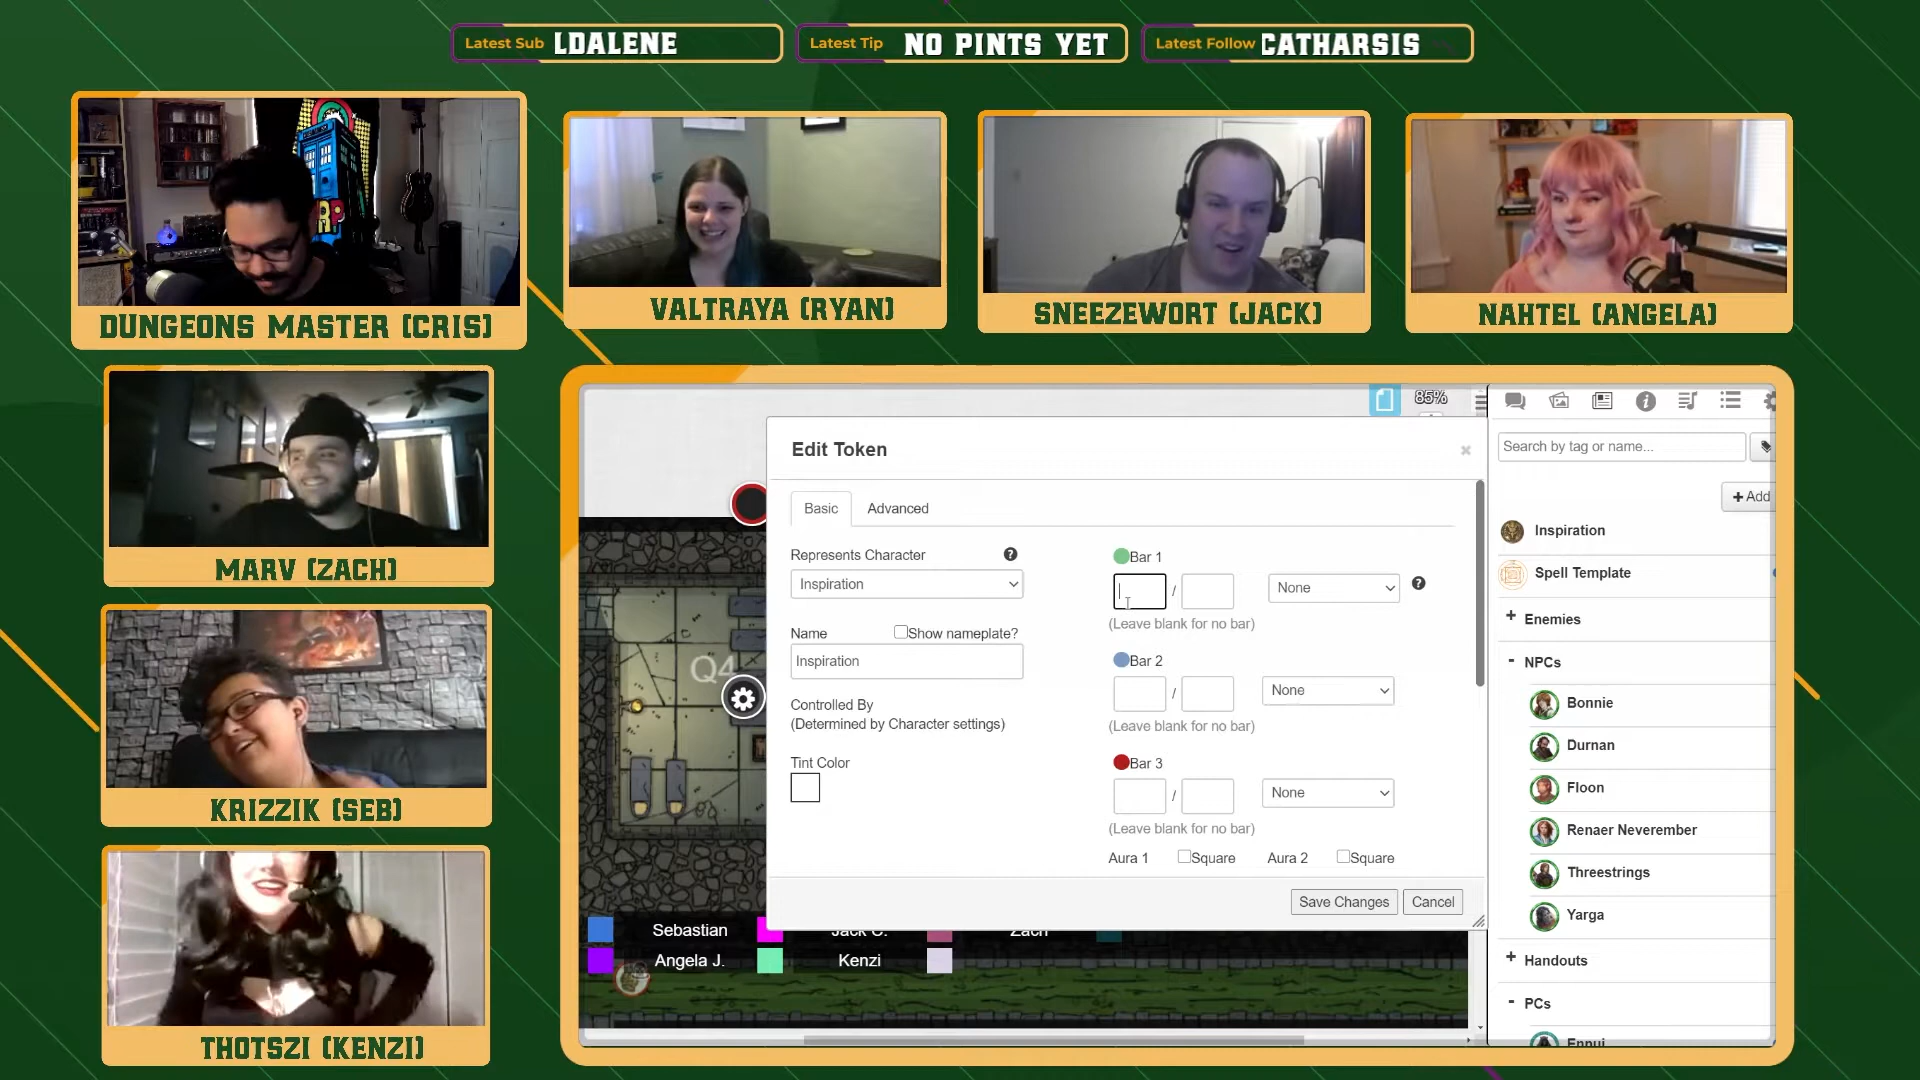 Latest Sub LDALENE
Latest Tip NO PINTS YET
Latest Follow CATHARSIS
DUNGEONS MASTER (CRIS)
VALTRAYA (RYAN)
SNEEZEWORT (JACK)
NAHTEL (ANGELA)
MARV (ZACH)
KRIZZIK (SEB)
THOTSZI (KENZI)
85%
Edit Token
×
Basic
Advanced
Represents Character
?
Inspiration
Name
Show nameplate?
Inspiration
Controlled By
(Determined by Character settings)
Tint Color
Bar 1
/
None
?
(Leave blank for no bar)
Bar 2
/
None
(Leave blank for no bar)
Bar 3
/
None
(Leave blank for no bar)
Aura 1
Square
Aura 2
Square
Save Changes
Cancel
Q4
Sebastian
Jack C.
Zach
Angela J.
Kenzi
Search by tag or name...
+ Add
Inspiration
Spell Template
+ Enemies
- NPCs
Bonnie
Durnan
Floon
Renaer Neverember
Threestrings
Yarga
+ Handouts
- PCs
Ennui